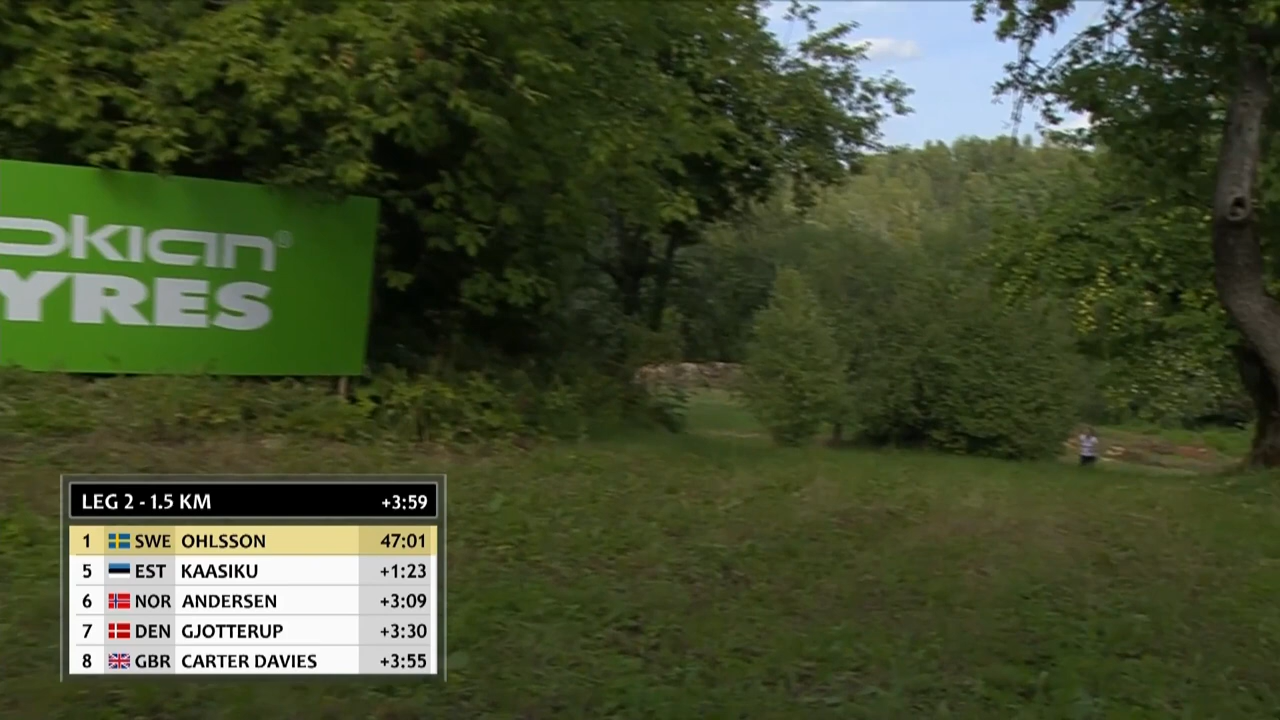 okian®
YRES
LEG 2 - 1.5 KM +3:59
1 SWE OHLSSON 47:01
5 EST KAASIKU +1:23
6 NOR ANDERSEN +3:09
7 DEN GJOTTERUP +3:30
8 GBR CARTER DAVIES +3:55